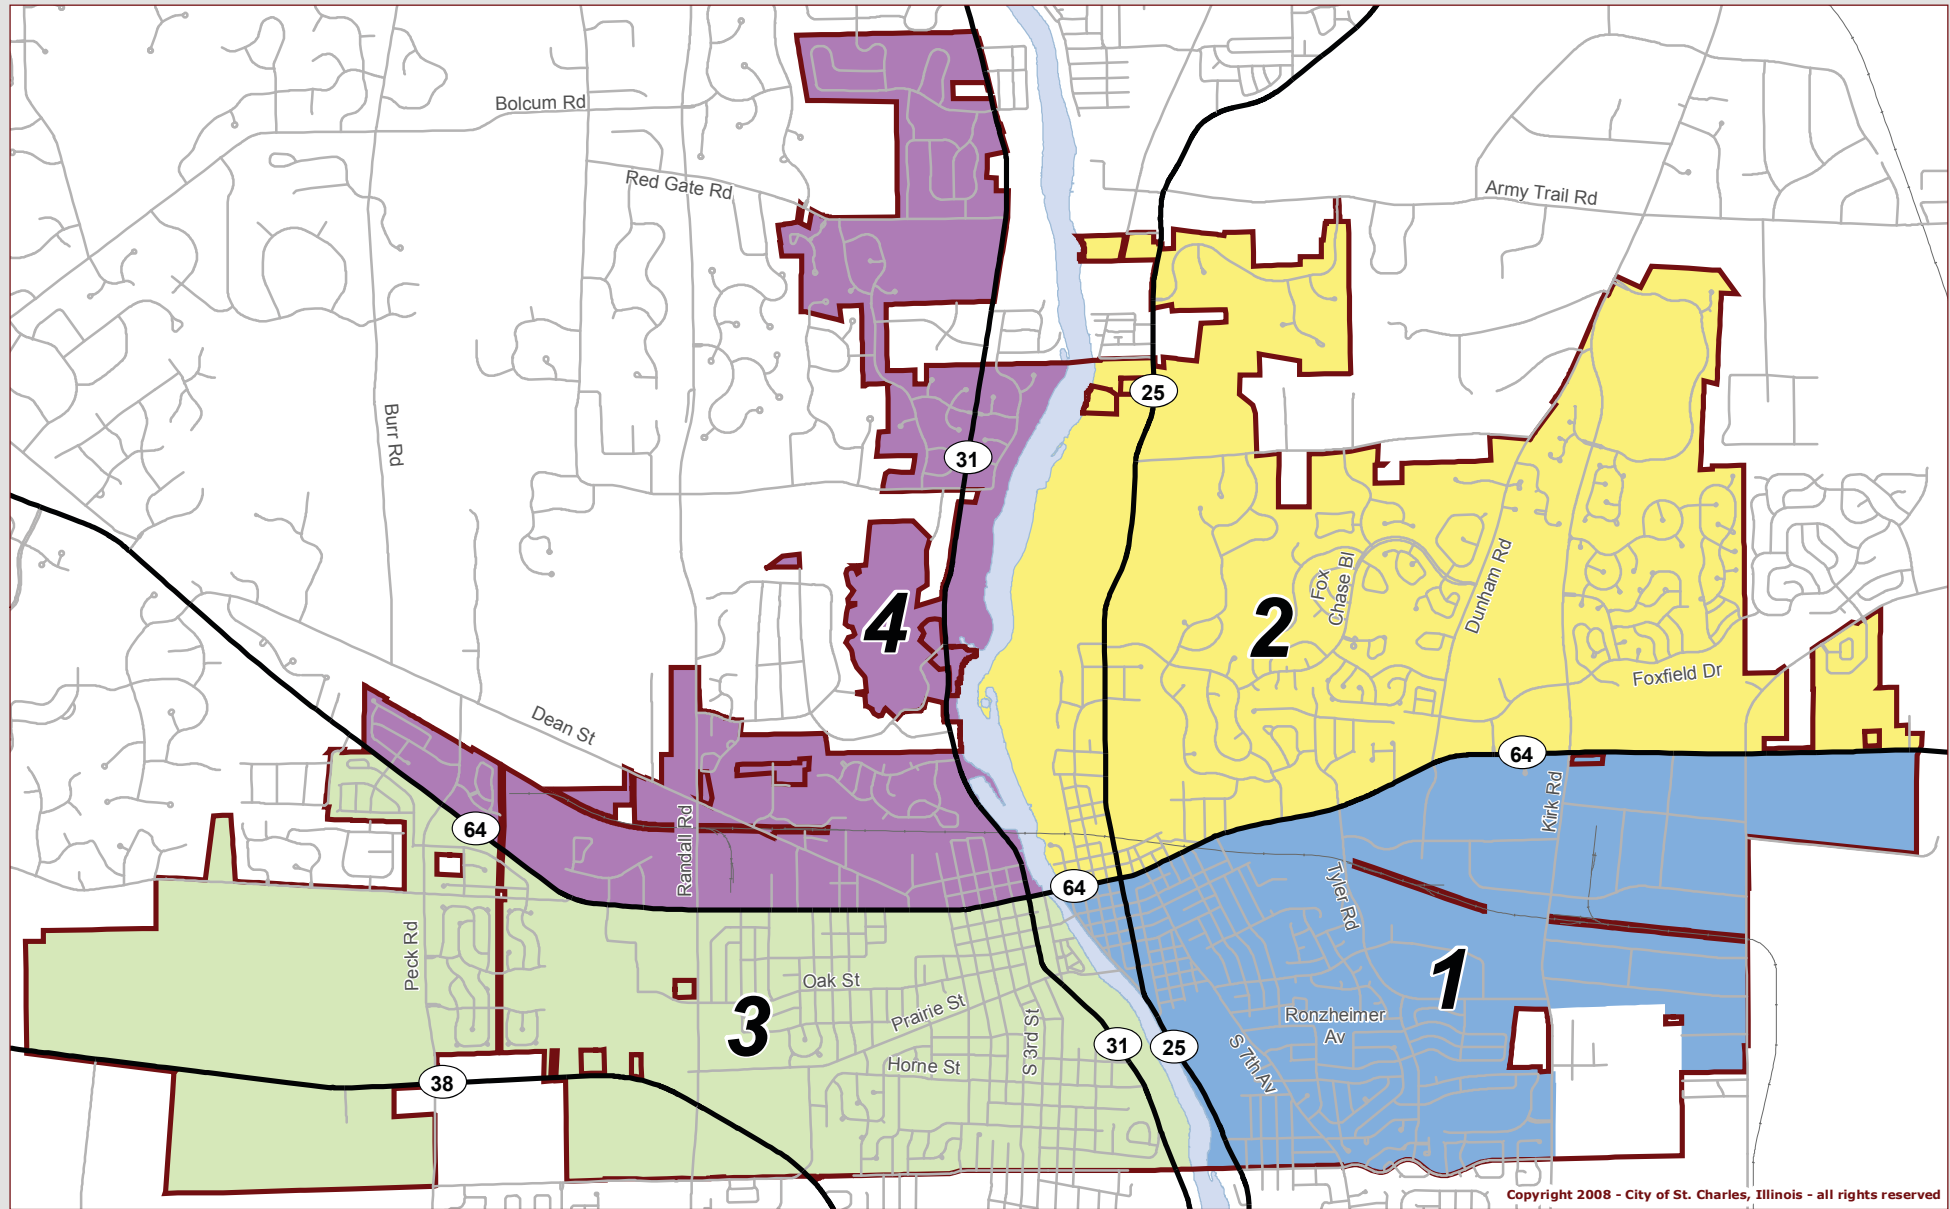 Bolcum Rd
Red Gate Rd
Army Trail Rd
25
Burr Rd
31
Fox
Chase Bl
Dunham Rd
4
2
Foxfield Dr
Dean St
64
64
Kirk Rd
Randall Rd
64
Tyler Rd
Peck Rd
1
Oak St
3
Prairie St
Ronzheimer
Av
S 3rd St
31
25
S 7th Av
Horne St
38
Copyright 2008 - City of St. Charles, Illinois - all rights reserved